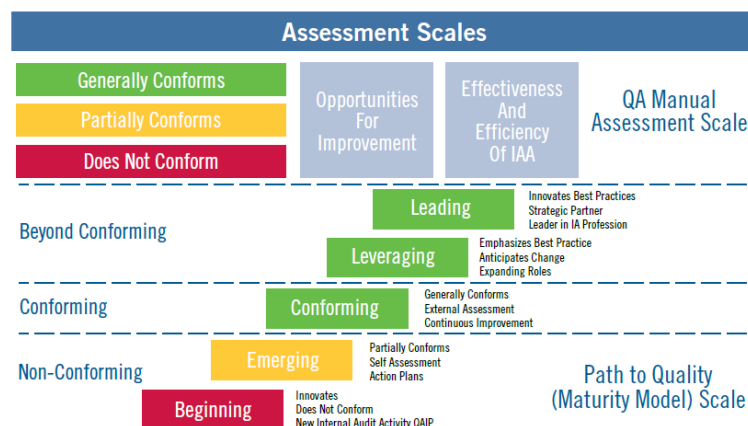 Assessment Scales
Generally Conforms
Partially Conforms
Does Not Conform
Opportunities
For
Improvement
Effectiveness
And
Efficiency
Of IAA
QA Manual
Assessment Scale
Beyond Conforming
Leading
Innovates Best Practices
Strategic Partner
Leader in IA Profession
Leveraging
Emphasizes Best Practice
Anticipates Change
Expanding Roles
Conforming
Conforming
Generally Conforms
External Assessment
Continuous Improvement
Non-Conforming
Emerging
Partially Conforms
Self Assessment
Action Plans
Beginning
Innovates
Does Not Conform
New Internal Audit Activity QAIP
Path to Quality
(Maturity Model) Scale